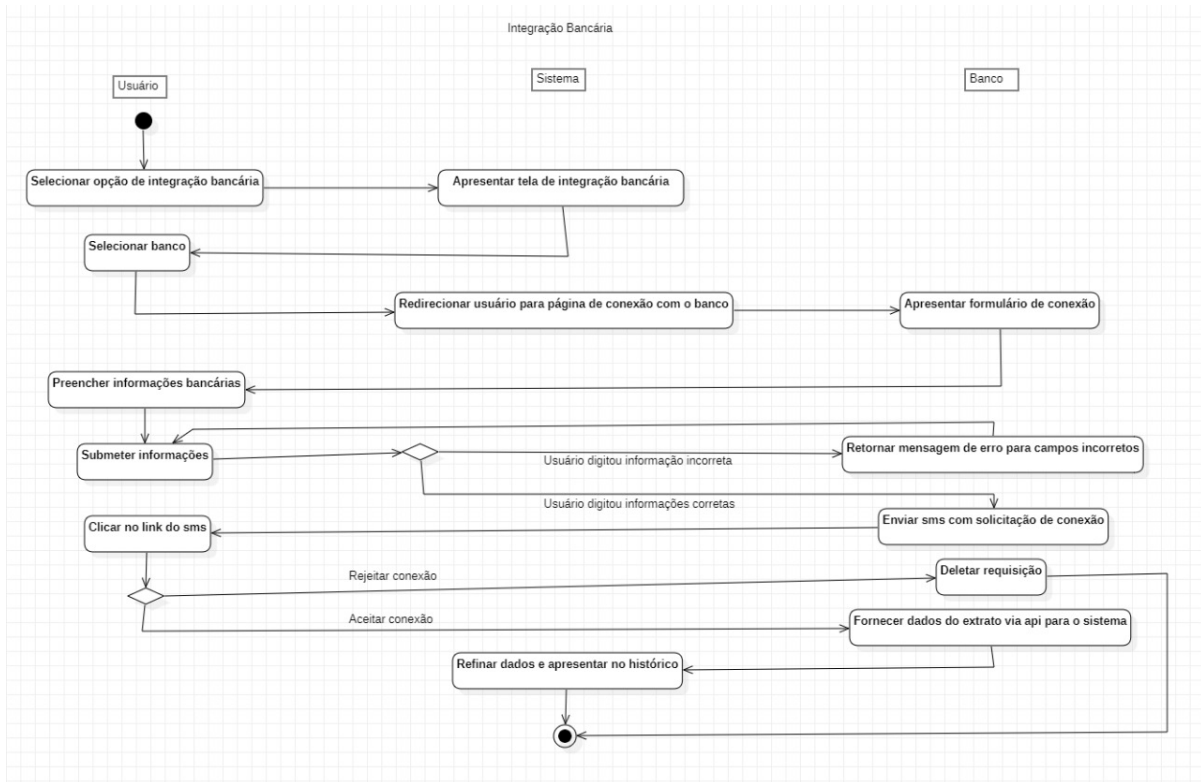 Integração Bancária
Usuário
Sistema
Banco
Selecionar opção de integração bancária
Apresentar tela de integração bancária
Selecionar banco
Redirecionar usuário para página de conexão com o banco
Apresentar formulário de conexão
Preencher informações bancárias
Submeter informações
Usuário digitou informação incorreta
Retornar mensagem de erro para campos incorretos
Usuário digitou informações corretas
Enviar sms com solicitação de conexão
Clicar no link do sms
Rejeitar conexão
Deletar requisição
Aceitar conexão
Fornecer dados do extrato via api para o sistema
Refinar dados e apresentar no histórico